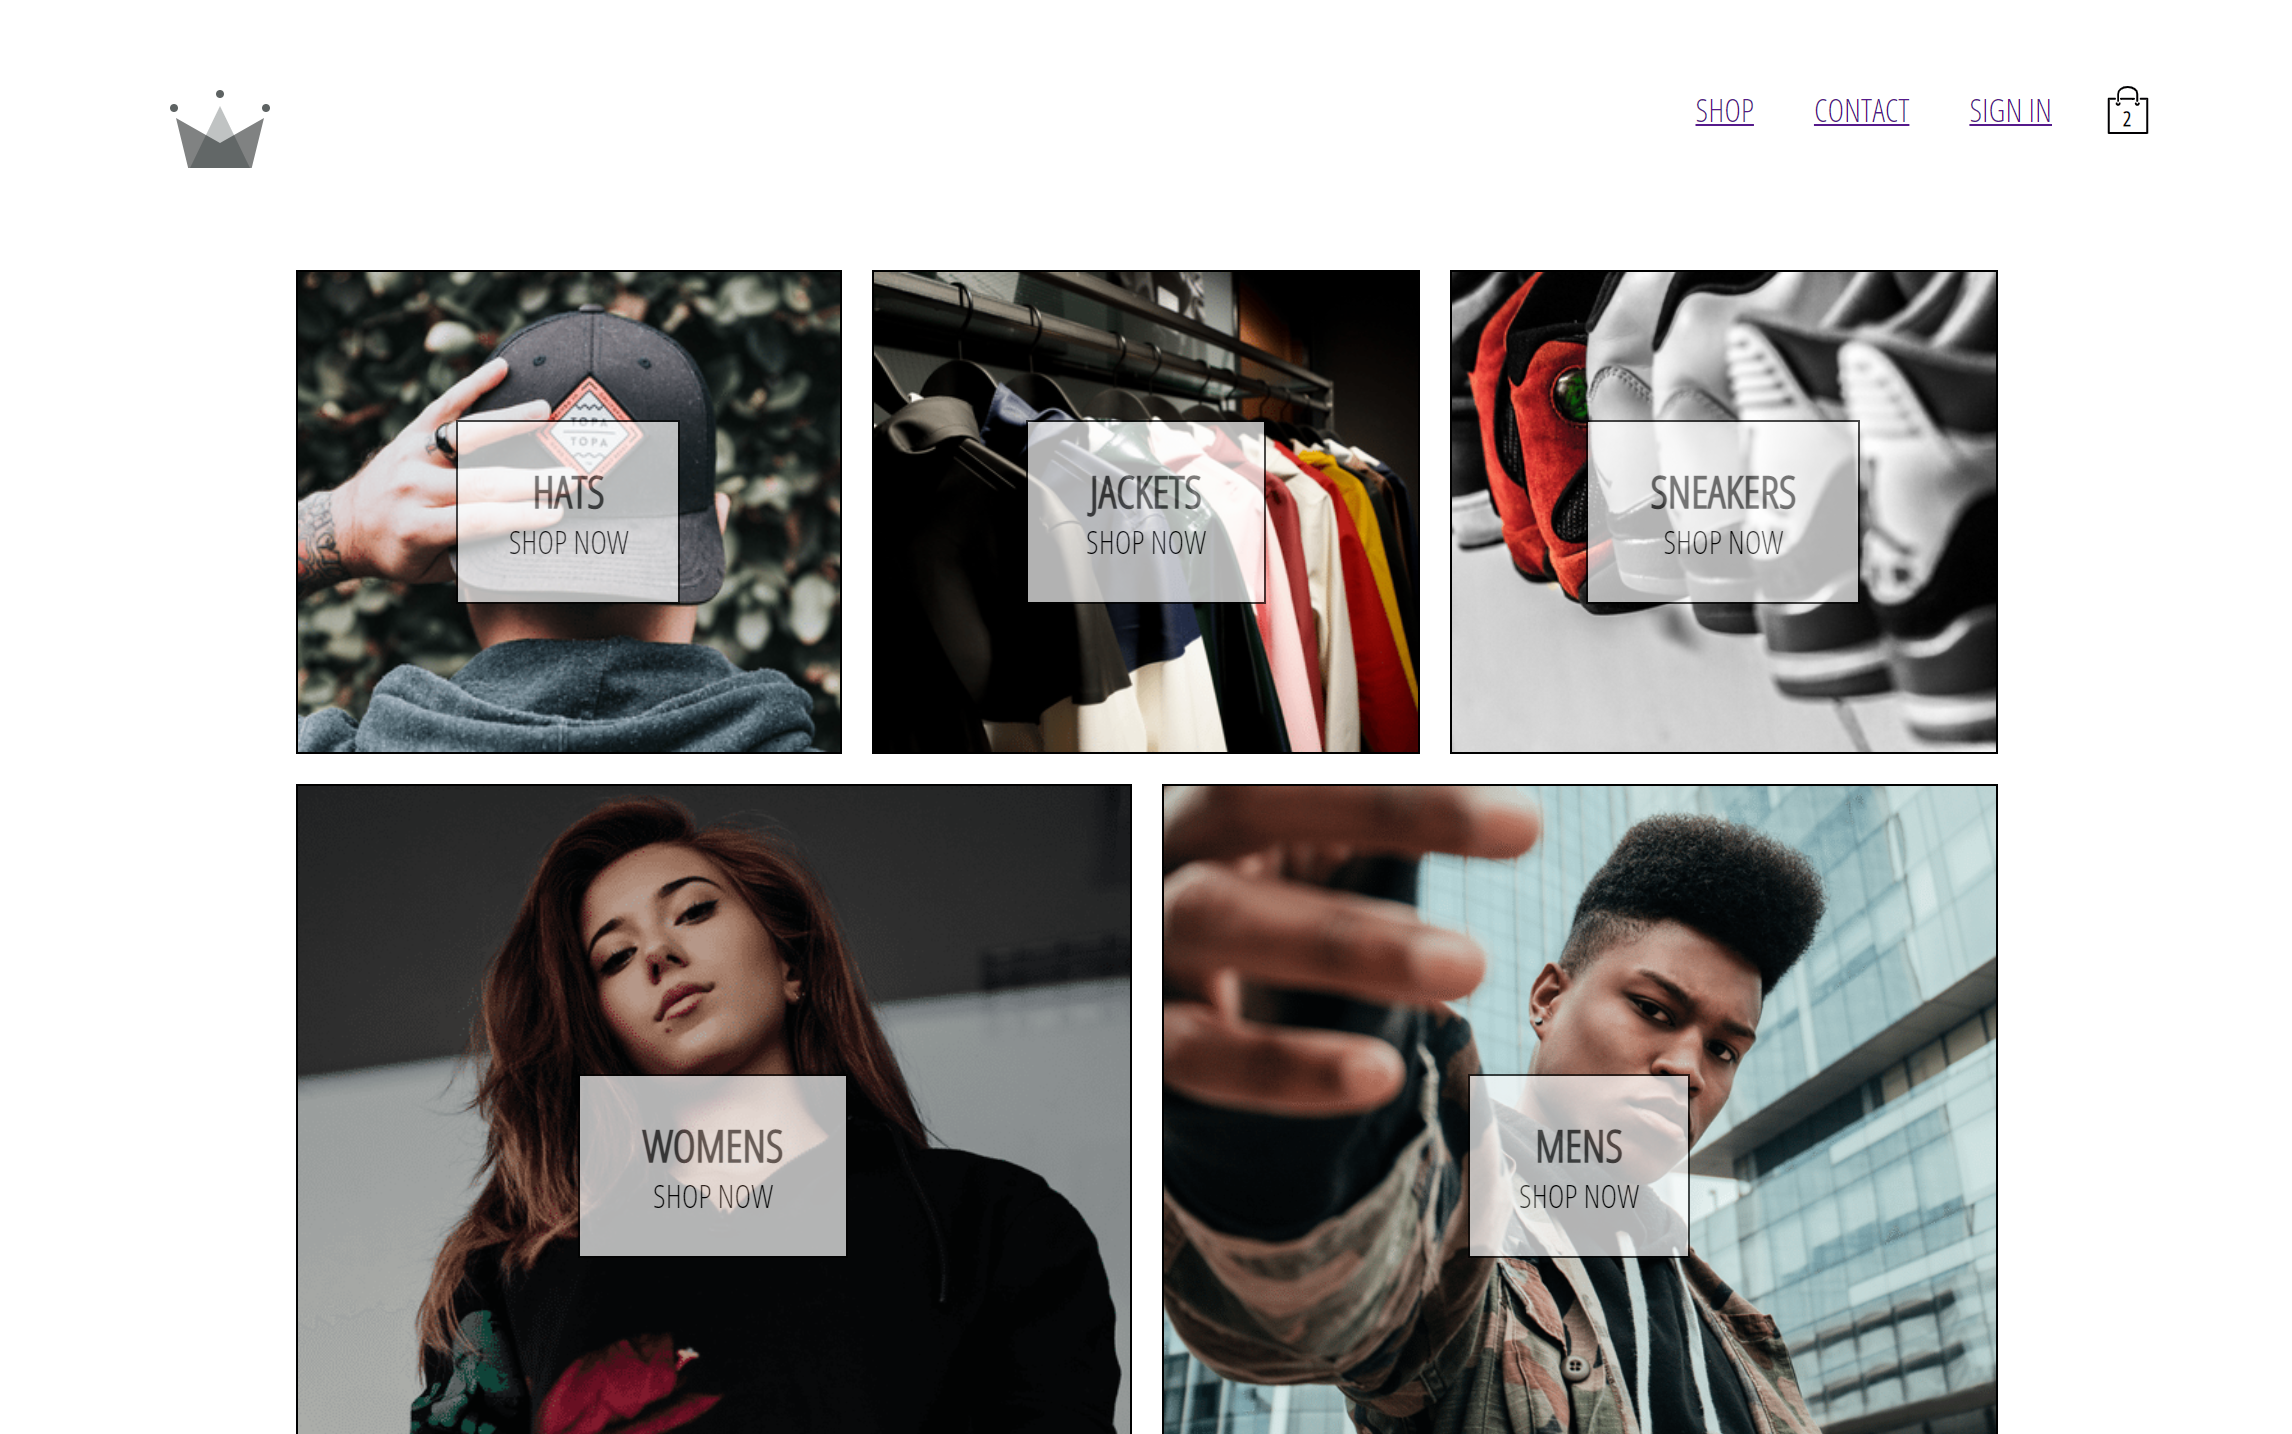 SHOP CONTACT SIGN IN 2
TOPA
TOPA
HATS
SHOP NOW
JACKETS
SHOP NOW
SNEAKERS
SHOP NOW
WOMENS
SHOP NOW
MENS
SHOP NOW